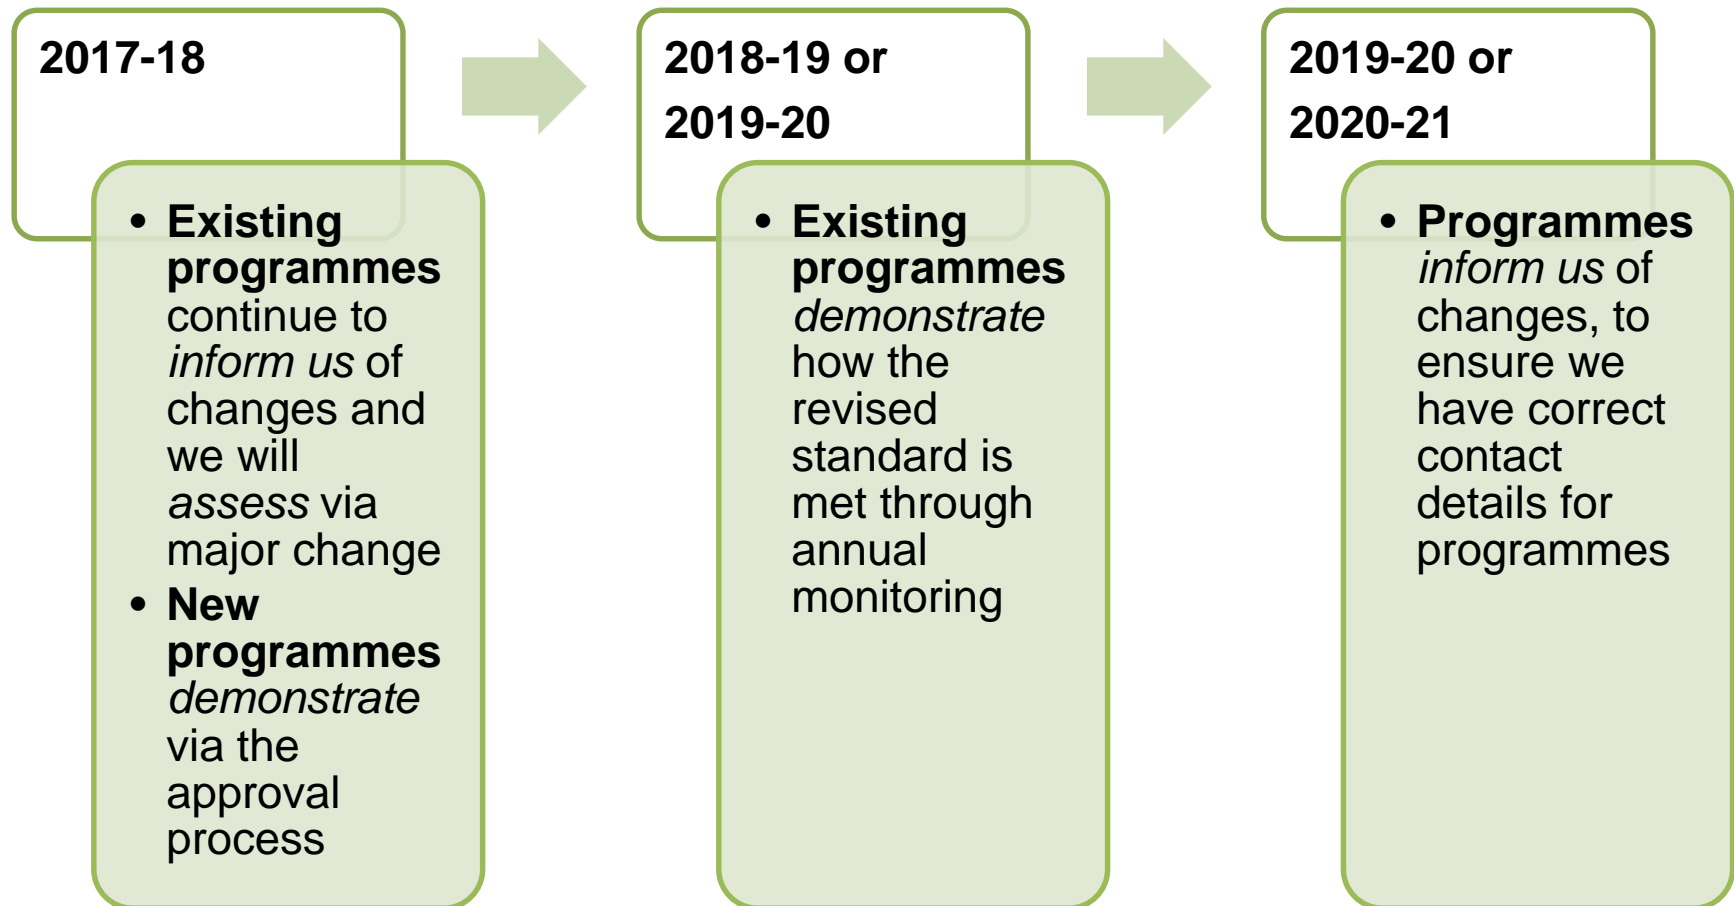 2017-18
• Existing
programmes
continue to
inform us of
changes and
we will
assess via
major change
• New
programmes
demonstrate
via the
approval
process
2018-19 or
2019-20
• Existing
programmes
demonstrate
how the
revised
standard is
met through
annual
monitoring
2019-20 or
2020-21
• Programmes
inform us of
changes, to
ensure we
have correct
contact
details for
programmes